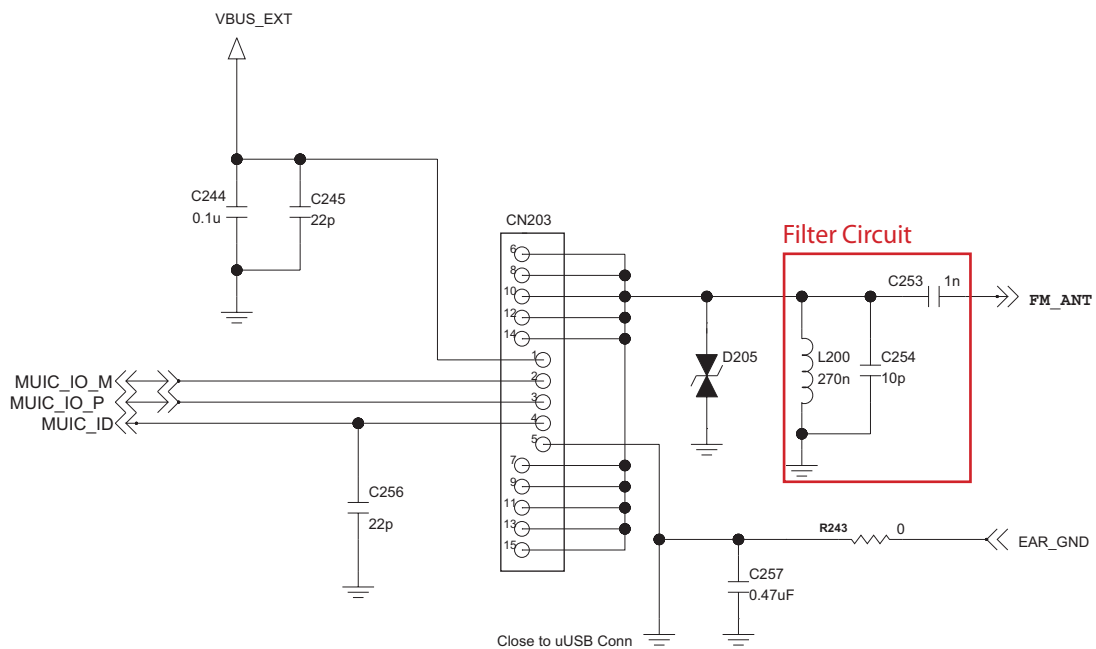 VBUS_EXT
C244
0.1u
C245
22p
CN203
6
8
10
12
14
1
2
3
4
5
7
9
11
13
15
Filter Circuit
C253
1n
FM_ANT
D205
L200
270n
C254
10p
MUIC_IO_M
MUIC_IO_P
MUIC_ID
C256
22p
R243
0
EAR_GND
C257
0.47uF
Close to uUSB Conn